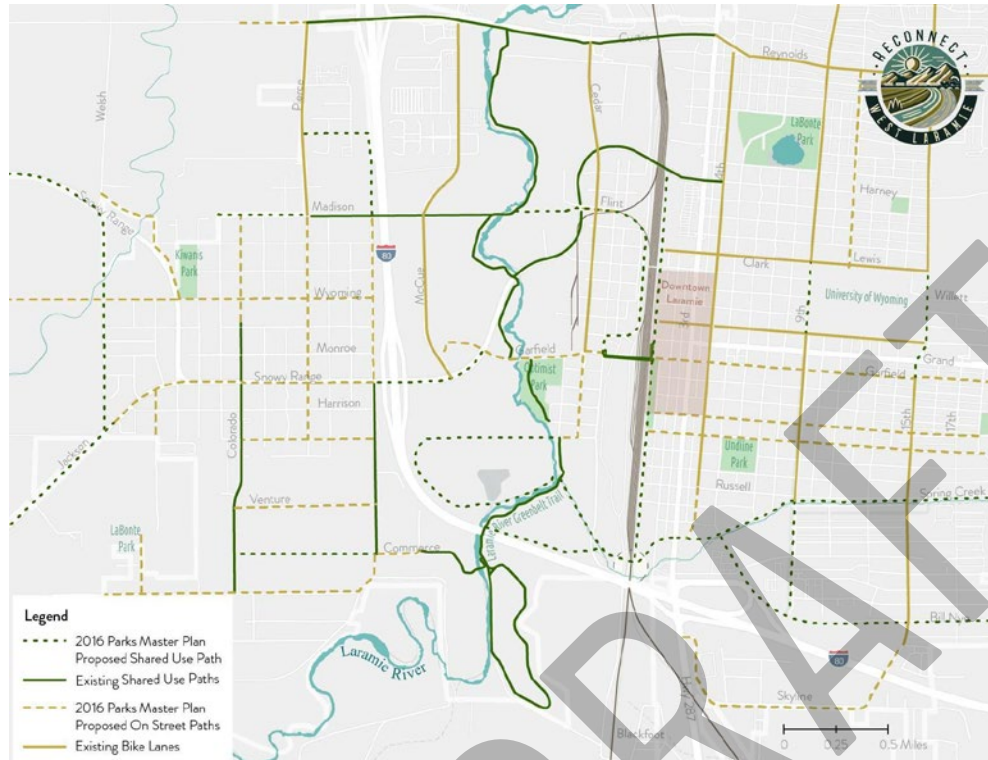 Curtis
Reynolds
RECONNECT
WEST LARAMIE
Welsh
Pierce
Cedar
4th
LaBonte
Park
Harney
Snowy Range
Madison
Flint
80
Kiwanis
Park
McCue
Clark
Lewis
Wyoming
Downtown
Laramie
3rd
9th
University of Wyoming
Willett
Monroe
Garfield
Grand
Garfield
Snowy Range
Optimist
Park
Harrison
Jackson
Colorado
15th
17th
Undine
Park
Russell
Venture
Spring Creek
Laramie River Greenbelt Trail
LaBonte
Park
Commerce
Legend
2016 Parks Master Plan
Proposed Shared Use Path
Existing Shared Use Paths
2016 Parks Master Plan
Proposed On Street Paths
Existing Bike Lanes
Laramie River
80
Hwy 287
Skyline
Blackfoot
0 0.25 0.5 Miles
DRAFT